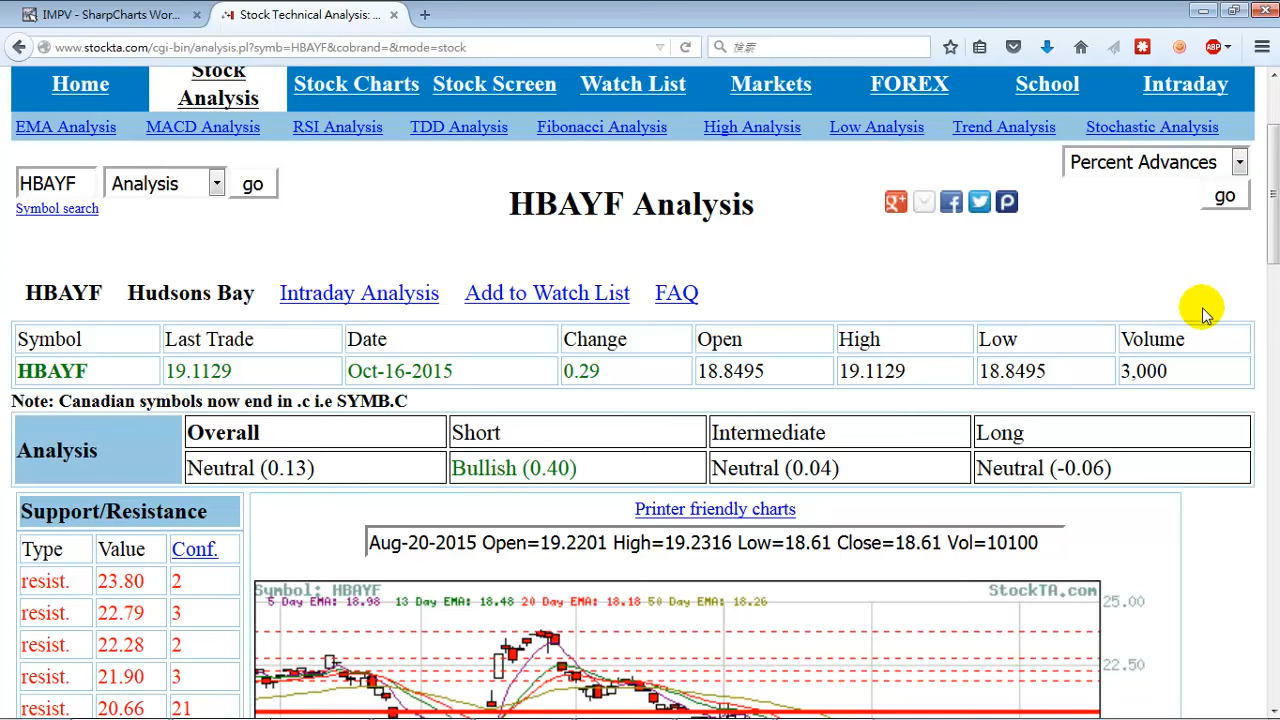 IMPV - SharpCharts Wor...
Stock Technical Analysis: ...
www.stockta.com/cgi-bin/analysis.pl?symb=HBAYF&cobrand=&mode=stock
搜索
ABP
Home
Stock Analysis
Stock Charts
Stock Screen
Watch List
Markets
FOREX
School
Intraday
EMA Analysis
MACD Analysis
RSI Analysis
TDD Analysis
Fibonacci Analysis
High Analysis
Low Analysis
Trend Analysis
Stochastic Analysis
Percent Advances
go
HBAYF
Analysis
go
Symbol search
HBAYF Analysis
HBAYF Hudsons Bay Intraday Analysis Add to Watch List FAQ
Symbol Last Trade Date Change Open High Low Volume
HBAYF 19.1129 Oct-16-2015 0.29 18.8495 19.1129 18.8495 3,000
Note: Canadian symbols now end in .c i.e SYMB.C
Analysis
Overall Short Intermediate Long
Neutral (0.13) Bullish (0.40) Neutral (0.04) Neutral (-0.06)
Support/Resistance
Type Value Conf.
resist. 23.80 2
resist. 22.79 3
resist. 22.28 2
resist. 21.90 3
resist. 20.66 21
Printer friendly charts
Aug-20-2015 Open=19.2201 High=19.2316 Low=18.61 Close=18.61 Vol=10100
Symbol: HBAYF
StockTA.com
5 Day EMA: 18.98 13 Day EMA: 18.48 20 Day EMA: 18.18 50 Day EMA: 18.26
25.00
22.50